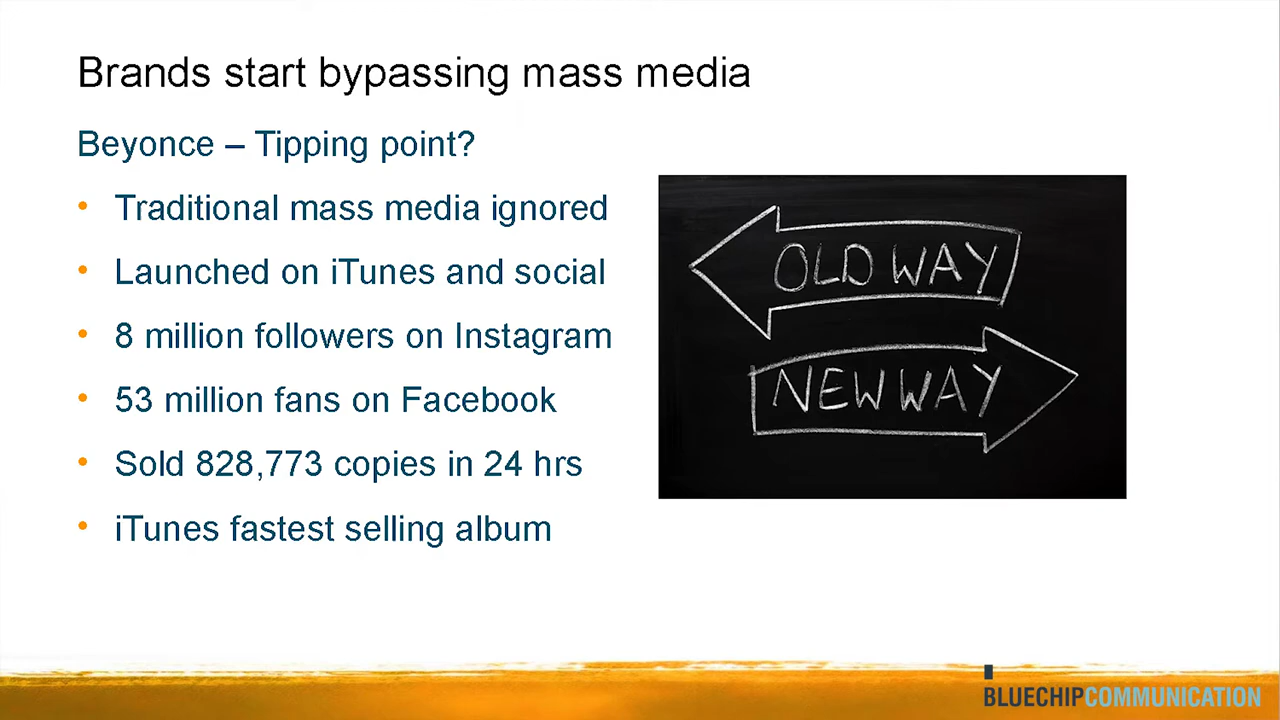 Brands start bypassing mass media
Beyonce – Tipping point?
• Traditional mass media ignored
• Launched on iTunes and social
• 8 million followers on Instagram
• 53 million fans on Facebook
• Sold 828,773 copies in 24 hrs
• iTunes fastest selling album
OLD WAY
NEW WAY
BLUECHIPCOMMUNICATION